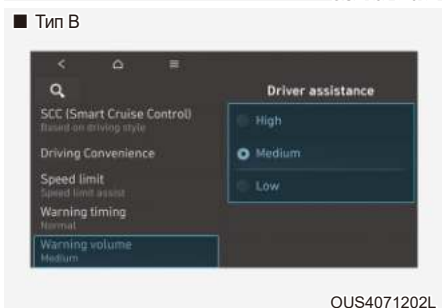 Тип B
Driver assistance
SCC (Smart Cruise Control)
Based on driving style
Driving Convenience
Speed limit
Speed limit assist
Warning timing
Normal
Warning volume
Medium
High
Medium
Low
OUS4071202L